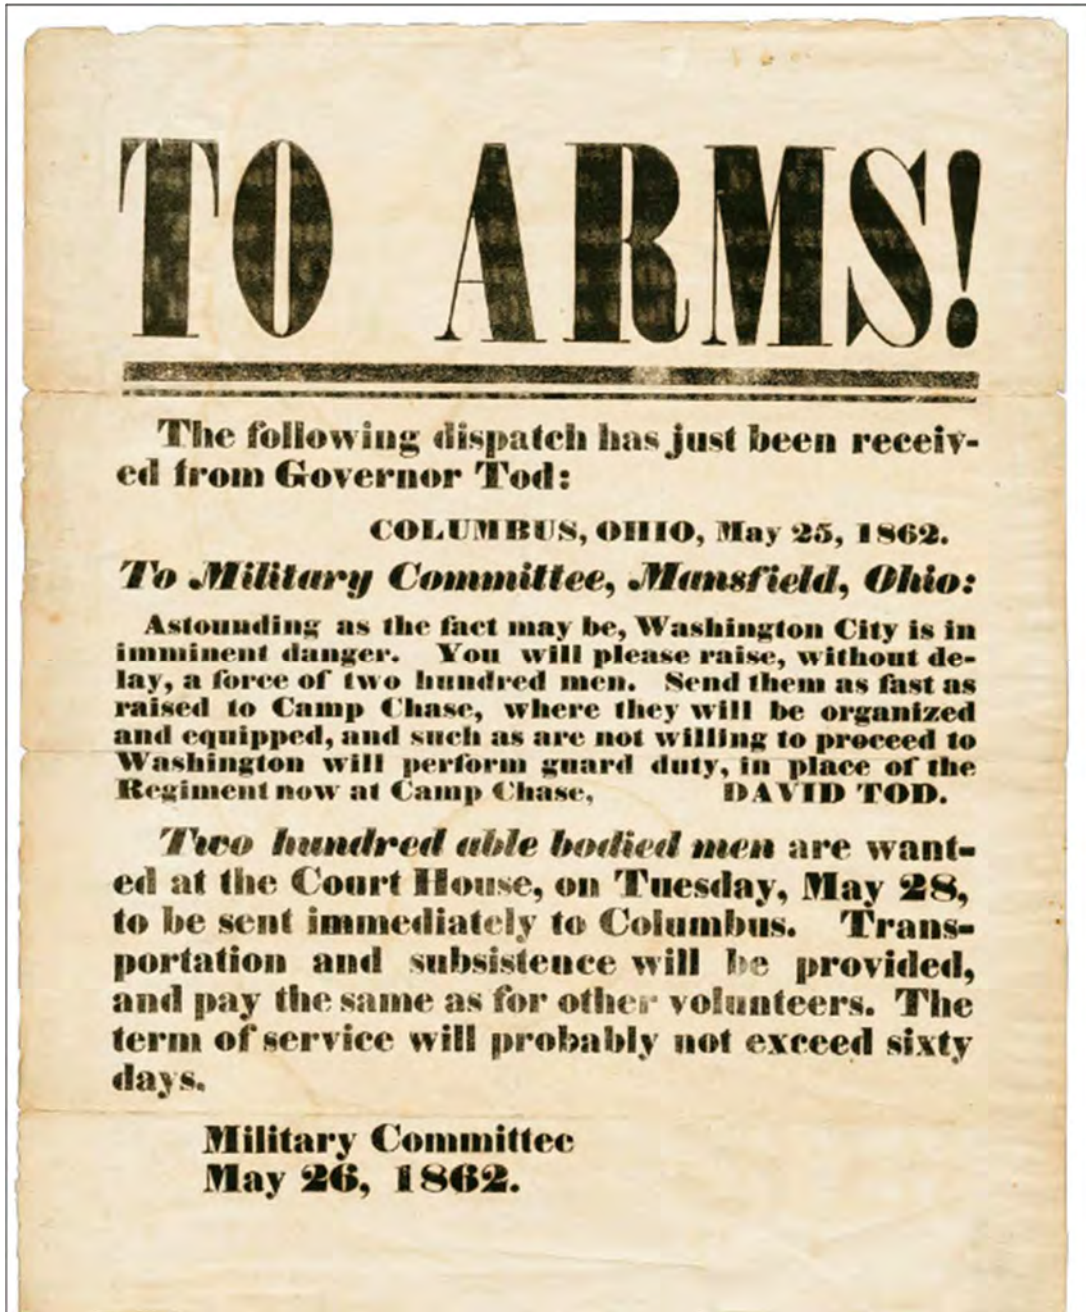 TO ARMS!
The following dispatch has just been receiv-
ed from Governor Tod:
COLUMBUS, OHIO, May 25, 1862.
To Military Committee, Mansfield, Ohio:
Astounding as the fact may be, Washington City is in
imminent danger. You will please raise, without de-
lay, a force of two hundred men. Send them as fast as
raised to Camp Chase, where they will be organized
and equipped, and such as are not willing to proceed to
Washington will perform guard duty, in place of the
Regiment now at Camp Chase, DAVID TOD.
Two hundred able bodied men are want-
ed at the Court House, on Tuesday, May 28,
to be sent immediately to Columbus. Trans-
portation and subsistence will be provided,
and pay the same as for other volunteers. The
term of service will probably not exceed sixty
days.
Military Committee
May 26, 1862.